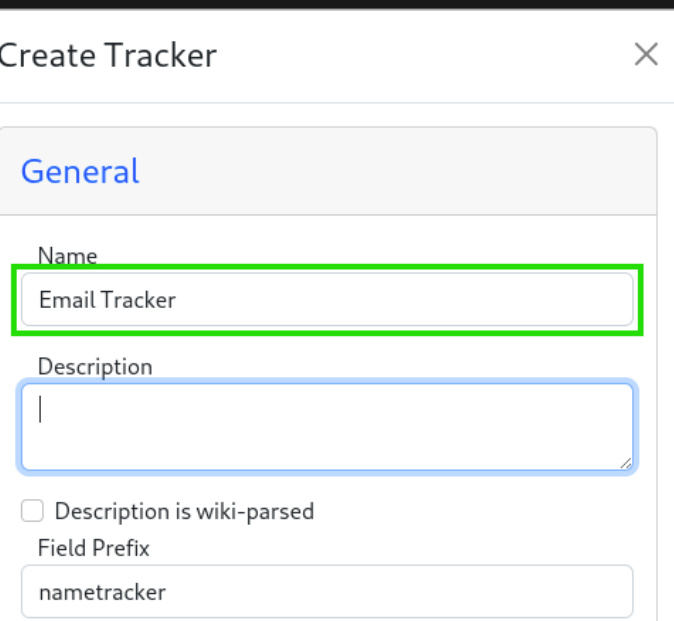 Create Tracker
General
Name
Email Tracker
Description
Description is wiki-parsed
Field Prefix
nametracker